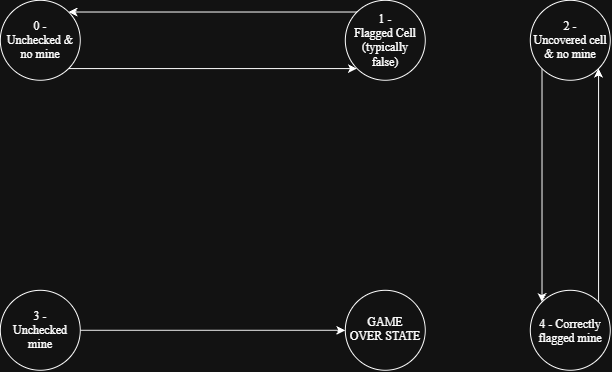 0 -
Unchecked &
no mine
1 -
Flagged Cell
(typically
false)
2 -
Uncovered cell
& no mine
3 -
Unchecked
mine
GAME
OVER STATE
4 - Correctly
flagged mine